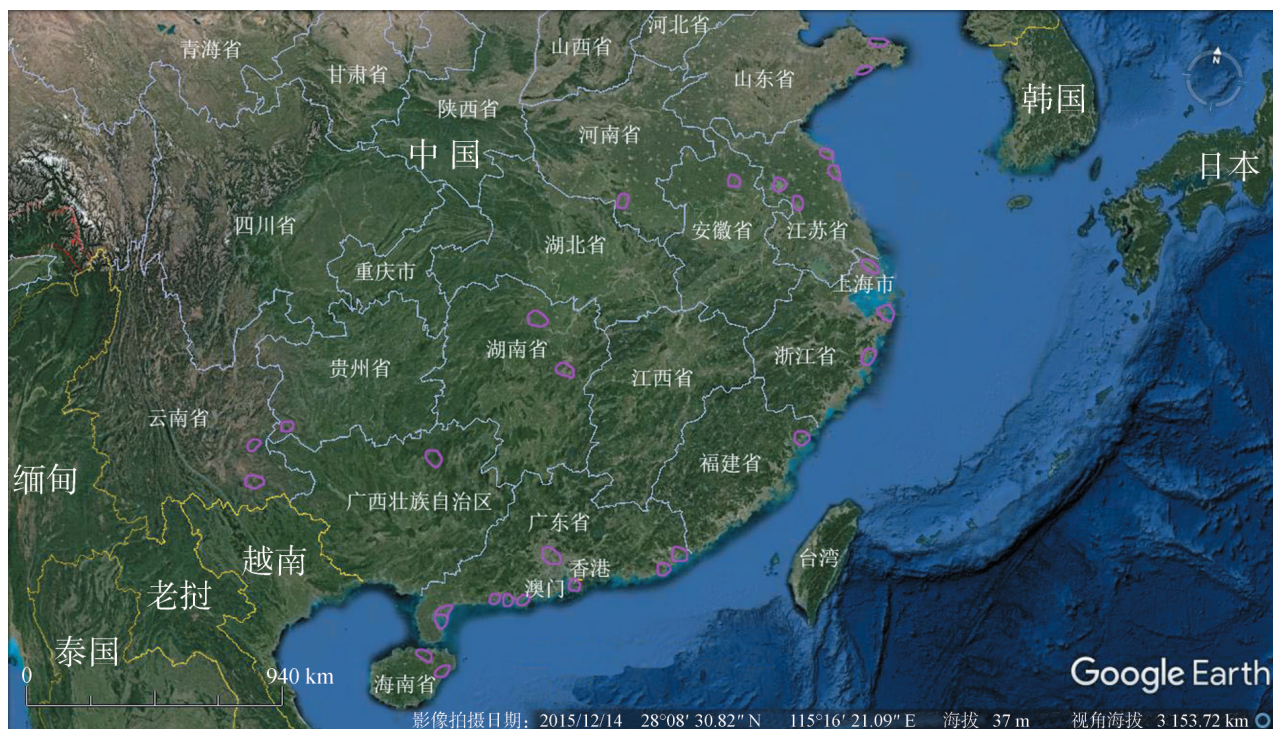 河北省
青海省
山西省
甘肃省
山东省
陕西省
韩国
河南省
中国
日本
四川省
安徽省
江苏省
湖北省
重庆市
上海市
湖南省
浙江省
贵州省
江西省
云南省
福建省
缅甸
广西壮族自治区
广东省
越南
台湾
香港
老挝
澳门
泰国
海南省
N
0
940 km
Google Earth
影像拍摄日期: 2015/12/14 28°08′ 30.82″ N 115°16′ 21.09″ E 海拔 37 m 视角海拔 3 153.72 km